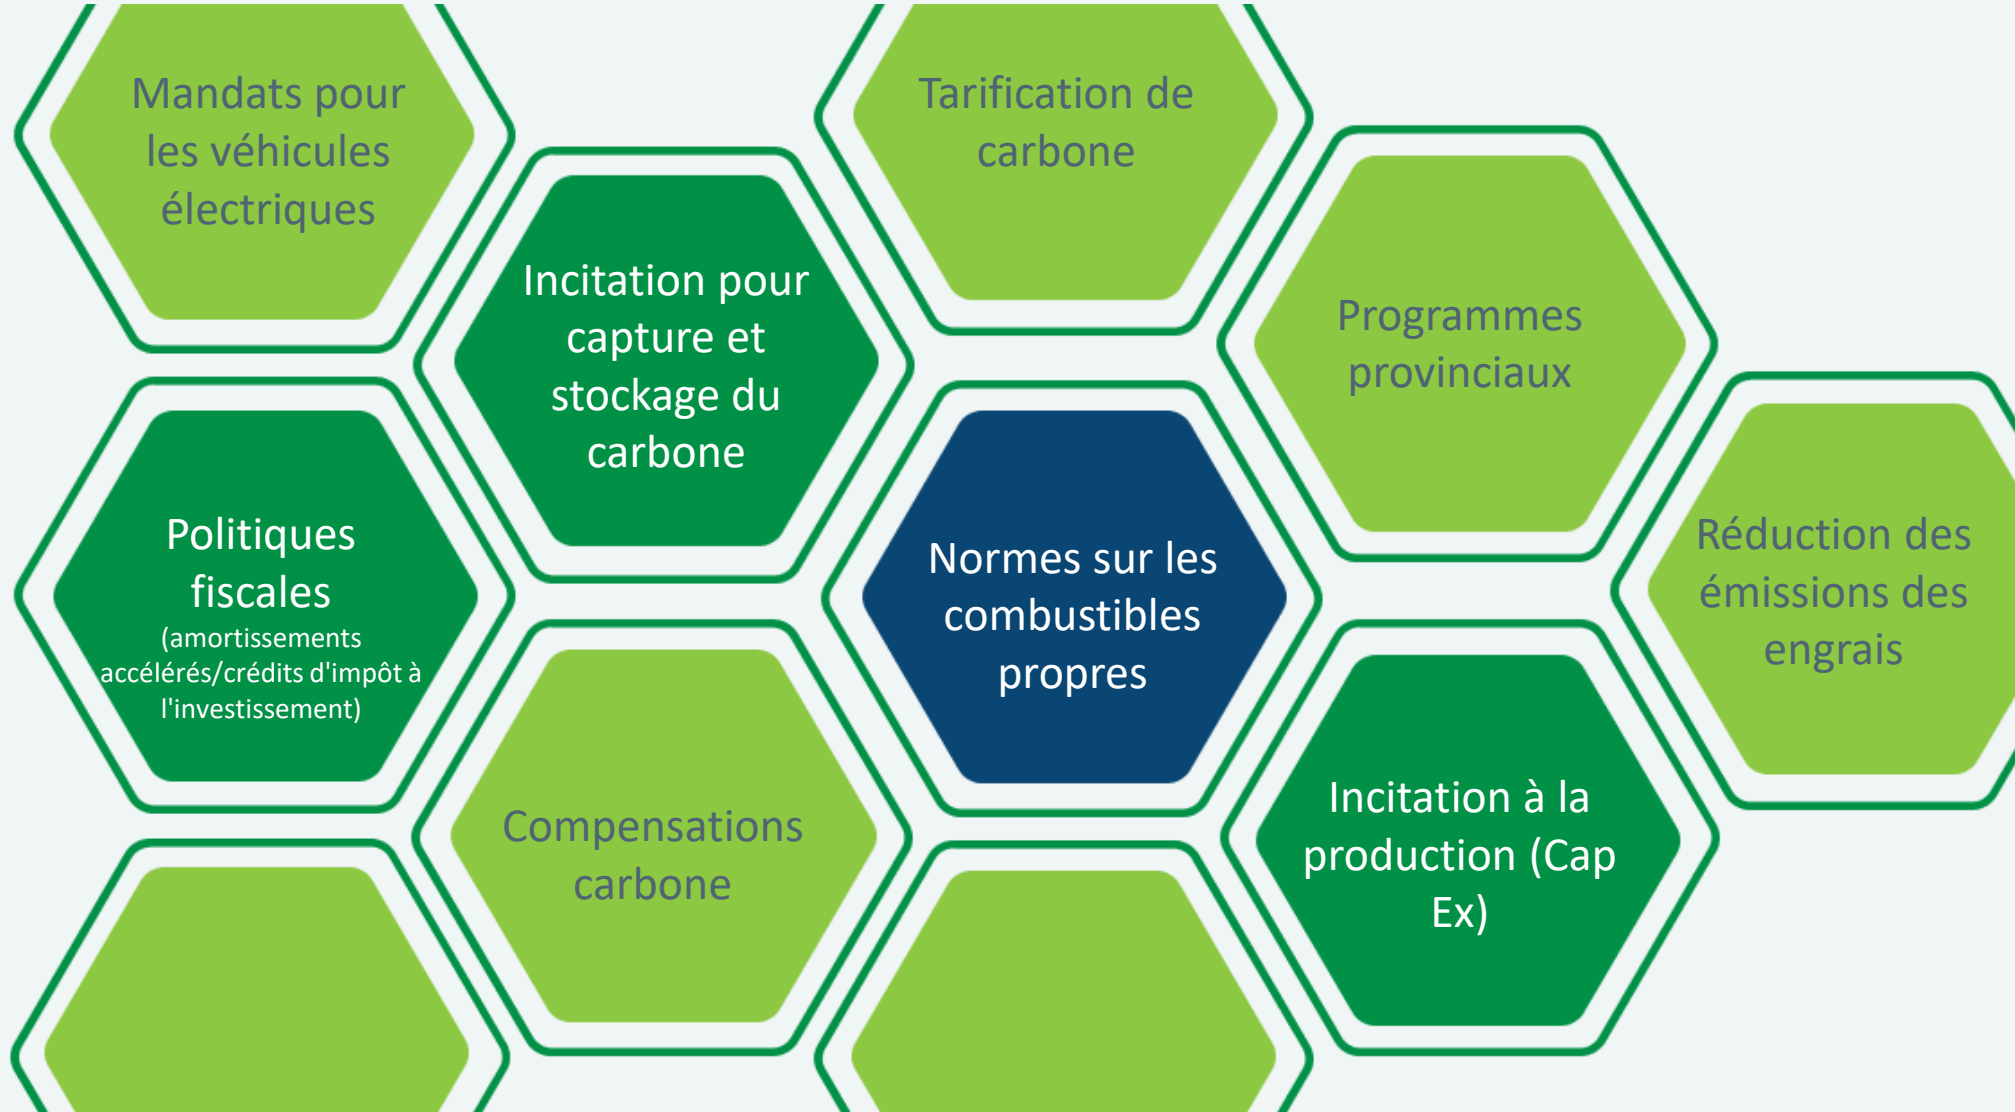 Mandats pour
les véhicules
électriques
Tarification de
carbone
Incitation pour
capture et
stockage du
carbone
Programmes
provinciaux
Politiques
fiscales
(amortissements
accélérés/crédits d'impôt à
l'investissement)
Normes sur les
combustibles
propres
Réduction des
émissions des
engrais
Compensations
carbone
Incitation à la
production (Cap
Ex)